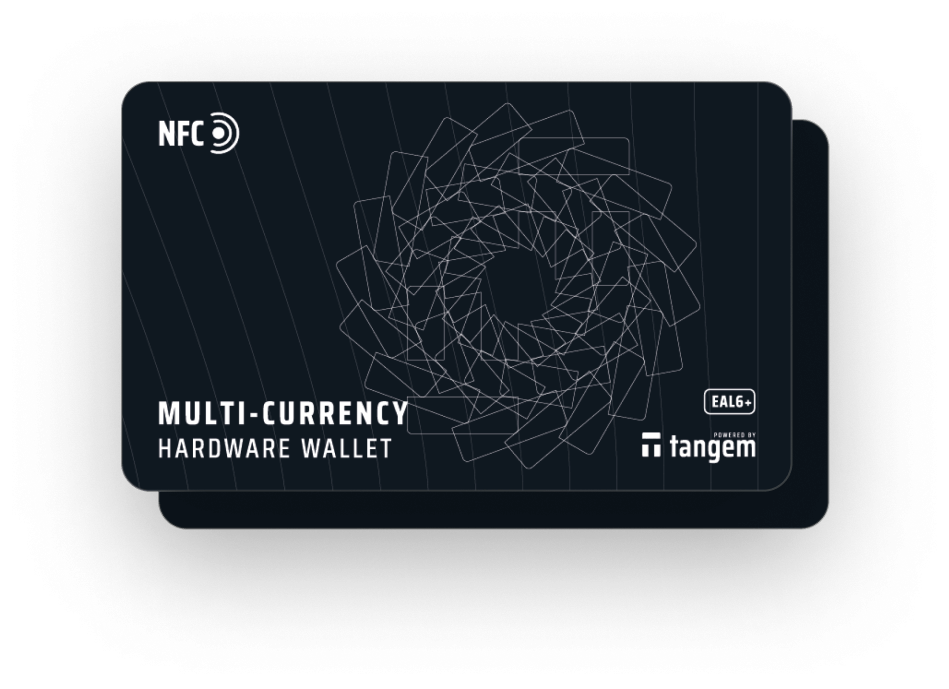 NFC
MULTI-CURRENCY
HARDWARE WALLET
EAL6+
POWERED BY
tangem